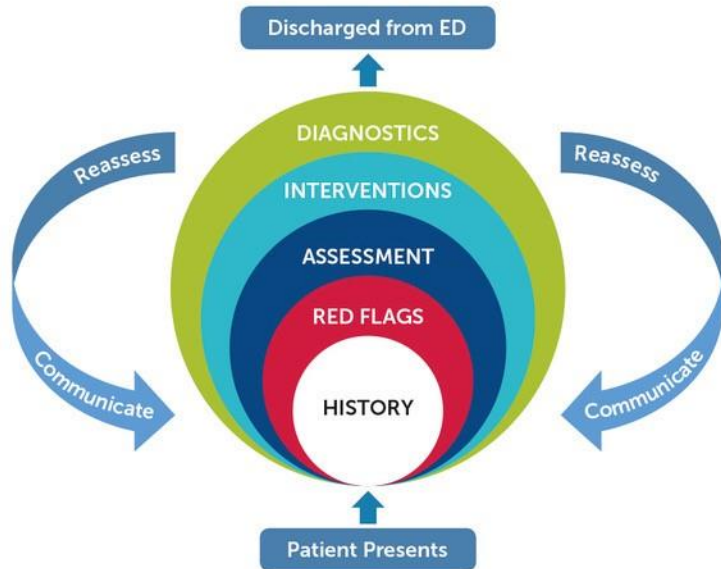 Discharged from ED
DIAGNOSTICS
Reassess
Reassess
INTERVENTIONS
ASSESSMENT
RED FLAGS
Communicate
Communicate
HISTORY
Patient Presents